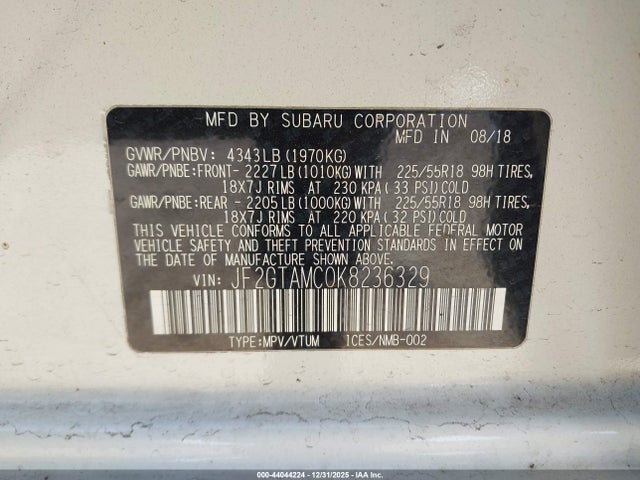 MFD BY SUBARU CORPORATION
MFD IN 08/18
GVWR/PNBV: 4343LB(1970KG)
GAWR/PNBE:FRONT- 2227LB(1010KG)WITH 225/55R18 98H TIRES,
18X7J RIMS AT 230 KPA(33 PSI)COLD
GAWR/PNBE:REAR - 2205LB(1000KG)WITH 225/55R18 98H TIRES,
18X7J RIMS AT 220 KPA(32 PSI)COLD
THIS VEHICLE CONFORMS TO ALL APPLICABLE FEDERAL MOTOR
VEHICLE SAFETY AND THEFT PREVENTION STANDARDS IN EFFECT
ON THE DATE OF MANUFACTURE SHOWN ABOVE.
VIN: JF2GTAMC0K8236329
TYPE:MPV/VTUM ICES/NMB-002
000-44044224 - 12/31/2025 - IAA Inc.